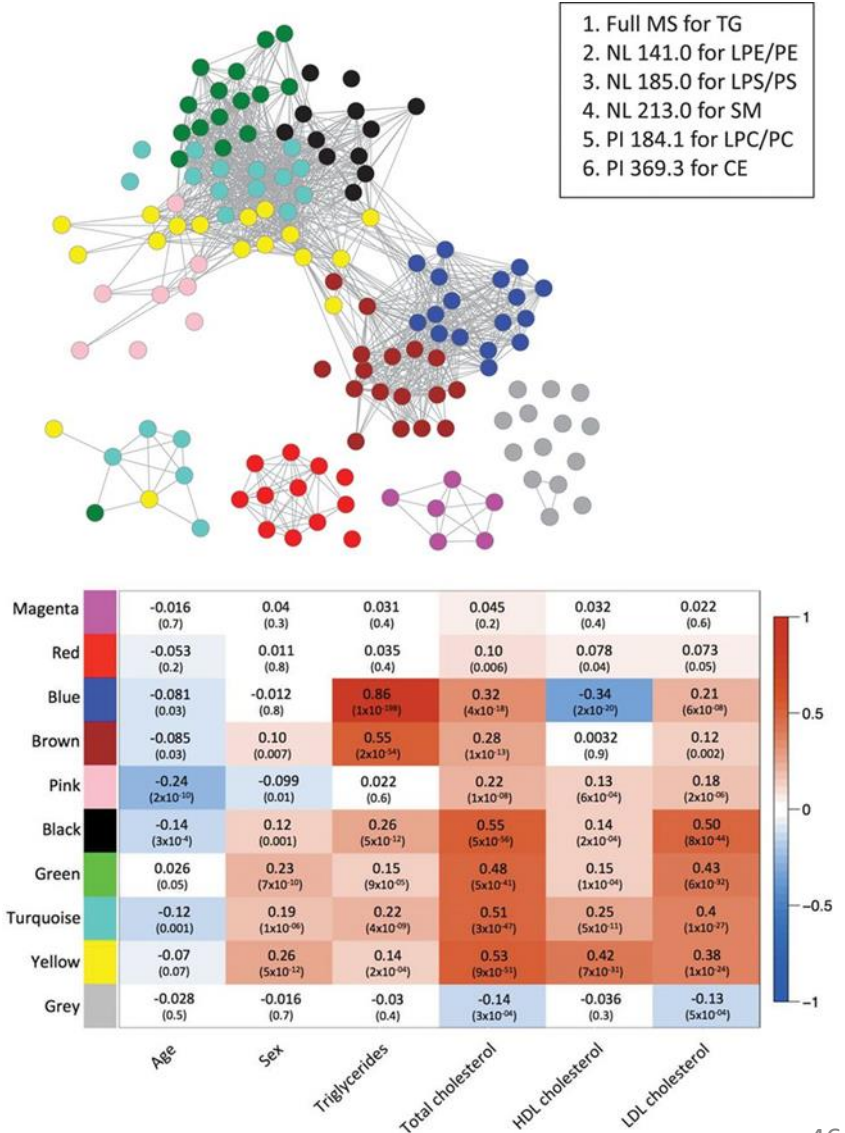 1. Full MS for TG
2. NL 141.0 for LPE/PE
3. NL 185.0 for LPS/PS
4. NL 213.0 for SM
5. PI 184.1 for LPC/PC
6. PI 369.3 for CE
Magenta -0.016 0.04 0.031 0.045 0.032 0.022
(0.7) (0.3) (0.4) (0.2) (0.4) (0.6)
Red -0.053 0.011 0.035 0.10 0.078 0.073
(0.2) (0.8) (0.4) (0.006) (0.04) (0.05)
Blue -0.081 -0.012 0.86 0.32 -0.34 0.21
(0.03) (0.8) (1x10-198) (4x10-18) (2x10-20) (6x10-08)
Brown -0.085 0.10 0.55 0.28 0.0032 0.12
(0.03) (0.007) (2x10-54) (1x10-13) (0.9) (0.002)
Pink -0.24 -0.099 0.022 0.22 0.13 0.18
(2x10-10) (0.01) (0.6) (1x10-08) (6x10-04) (2x10-06)
Black -0.14 0.12 0.26 0.55 0.14 0.50
(3x10-4) (0.001) (5x10-12) (5x10-56) (2x10-04) (8x10-44)
Green 0.026 0.23 0.15 0.48 0.15 0.43
(0.05) (7x10-10) (9x10-05) (5x10-41) (1x10-04) (6x10-32)
Turquoise -0.12 0.19 0.22 0.51 0.25 0.4
(0.001) (1x10-06) (4x10-09) (3x10-47) (5x10-11) (1x10-27)
Yellow -0.07 0.26 0.14 0.53 0.42 0.38
(0.07) (5x10-12) (2x10-04) (9x10-51) (7x10-31) (1x10-24)
Grey -0.028 -0.016 -0.03 -0.14 -0.036 -0.13
(0.5) (0.7) (0.4) (3x10-04) (0.3) (5x10-04)
Age
Sex
Triglycerides
Total cholesterol
HDL cholesterol
LDL cholesterol
1
0.5
0
-0.5
-1